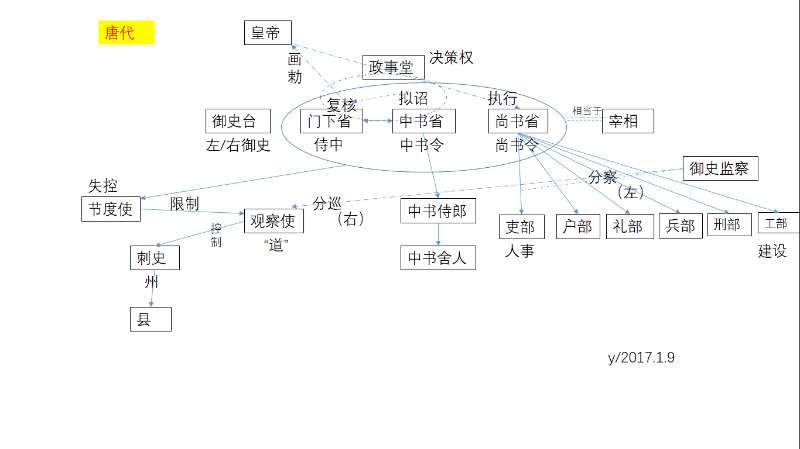 唐代
皇帝
画
勅
政事堂
决策权
复核
拟诏
执行
相当于
御史台
门下省
中书省
尚书省
宰相
左/右御史
侍中
中书令
尚书令
御史监察
分察
（左）
失控
节度使
限制
观察使
分巡
（右）
“道”
控
制
中书侍郎
吏部
户部
礼部
兵部
刑部
工部
人事
建设
刺史
州
中书舍人
县
y/2017.1.9